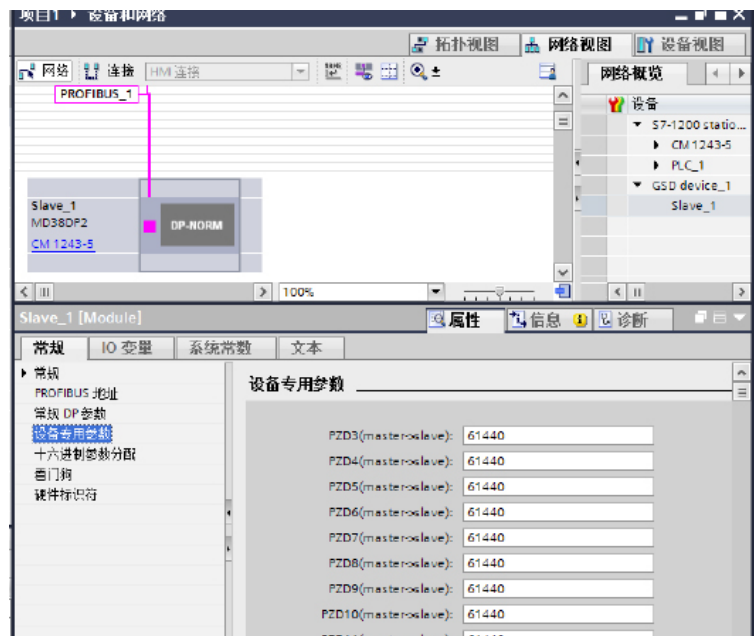 项目1 ▸ 设备和网络
拓扑视图 网络视图 设备视图
网络 连接 HMI 连接
网络概览
PROFIBUS_1
设备
S7-1200 statio...
CM 1243-5
PLC_1
GSD device_1
Slave_1
Slave_1
MD38DP2
DP-NORM
CM 1243-5
100%
Slave_1 [Module]
属性 信息 诊断
常规 IO 变量 系统常数 文本
常规
PROFIBUS 地址
常规 DP 参数
设备专用参数
十六进制参数分配
看门狗
硬件标识符
设备专用参数
PZD3(master->slave): 61440
PZD4(master->slave): 61440
PZD5(master->slave): 61440
PZD6(master->slave): 61440
PZD7(master->slave): 61440
PZD8(master->slave): 61440
PZD9(master->slave): 61440
PZD10(master->slave): 61440